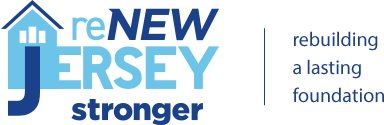 reNEW
JERSEY
stronger
rebuilding
a lasting
foundation